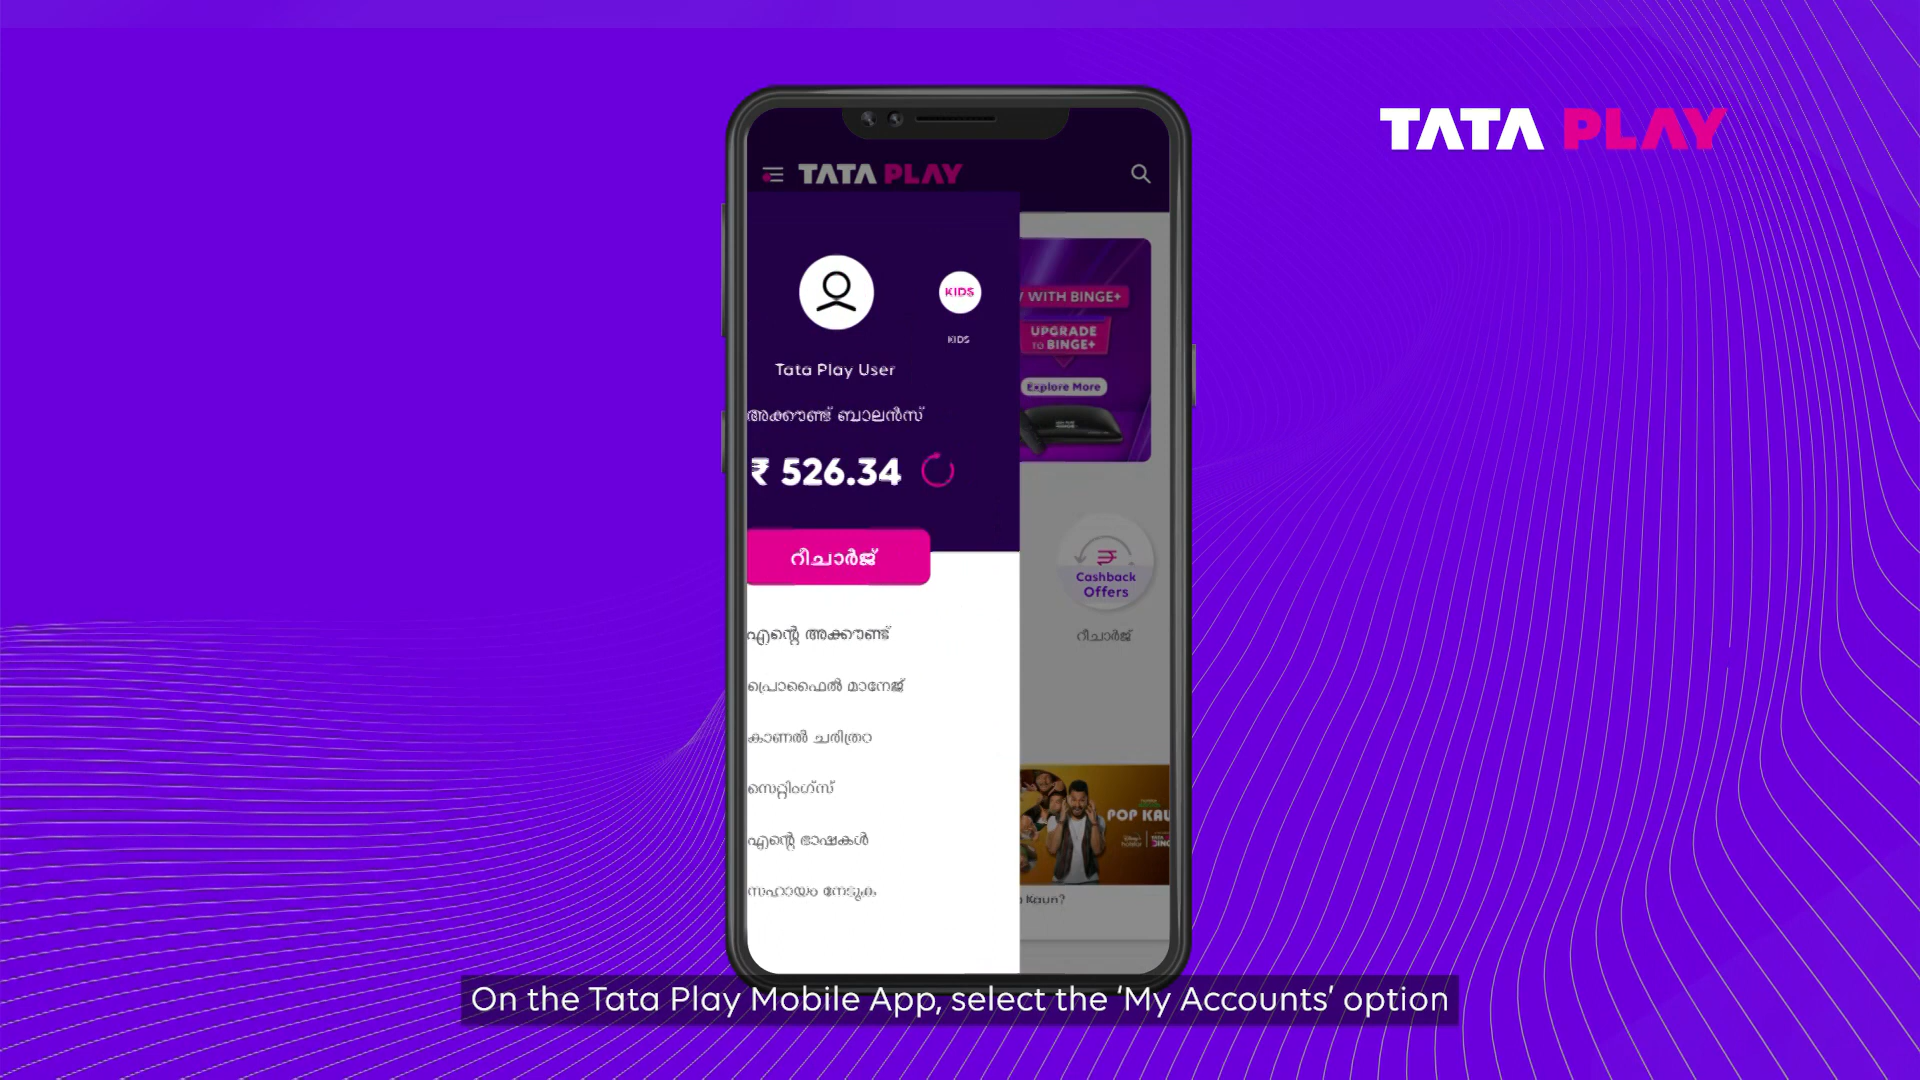 TATA PLAY
TATA PLAY
KIDS
KIDS
Tata Play User
അക്കൗണ്ട് ബാലൻസ്
₹ 526.34
റീചാർജ്
എന്റെ അക്കൗണ്ട്
പ്രൊഫൈൽ മാനേജ്
കാണൽ ചരിത്രം
സെറ്റിംഗ്സ്
എന്റെ ഭാഷകൾ
സഹായം നേടുക
WITH BINGE+
UPGRADE
TO BINGE+
Explore More
Cashback
Offers
റീചാർജ്
POP KAU
Kaun?
On the Tata Play Mobile App, select the ‘My Accounts’ option